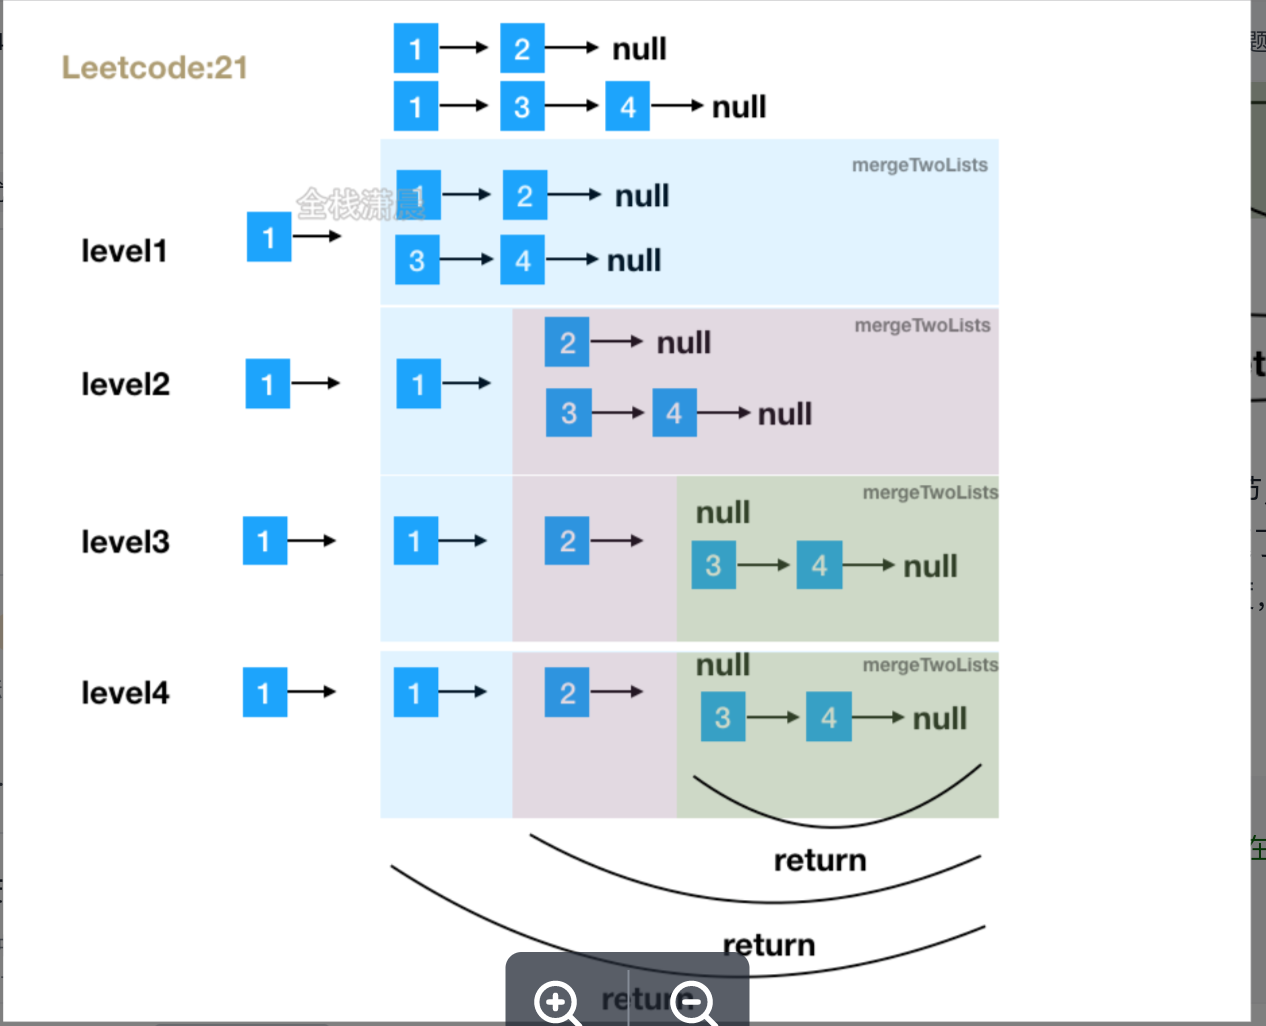 Leetcode:21
1 2 null
1 3 4 null
mergeTwoLists
全栈潇晨
1 2 null
level1 1
3 4 null
mergeTwoLists
2 null
level2 1 1
3 4 null
mergeTwoLists
null
level3 1 1 2
3 4 null
mergeTwoLists
null
level4 1 1 2
3 4 null
return
return
return